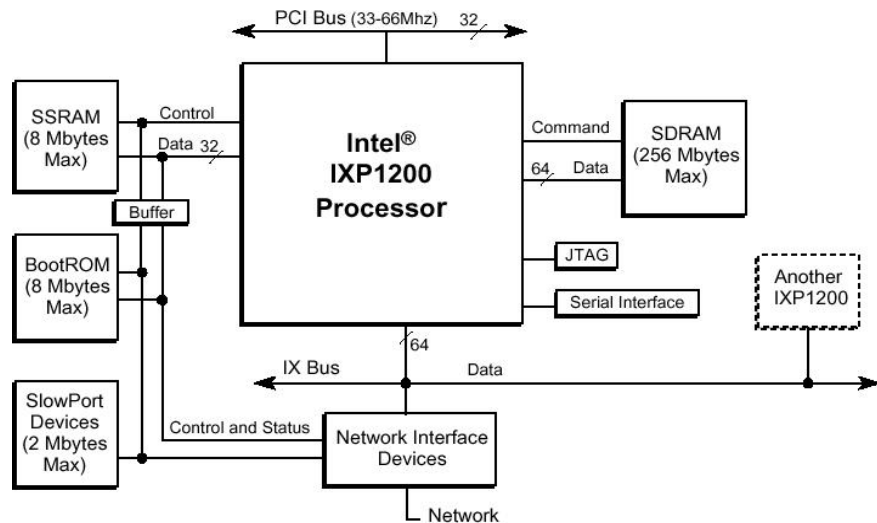 PCI Bus (33-66Mhz) 32
SSRAM
(8 Mbytes
Max)
Control
Data 32
Intel®
IXP1200
Processor
Command
64 Data
SDRAM
(256 Mbytes
Max)
Buffer
BootROM
(8 Mbytes
Max)
JTAG
Serial Interface
Another
IXP1200
64
IX Bus
Data
SlowPort
Devices
(2 Mbytes
Max)
Control and Status
Network Interface
Devices
Network